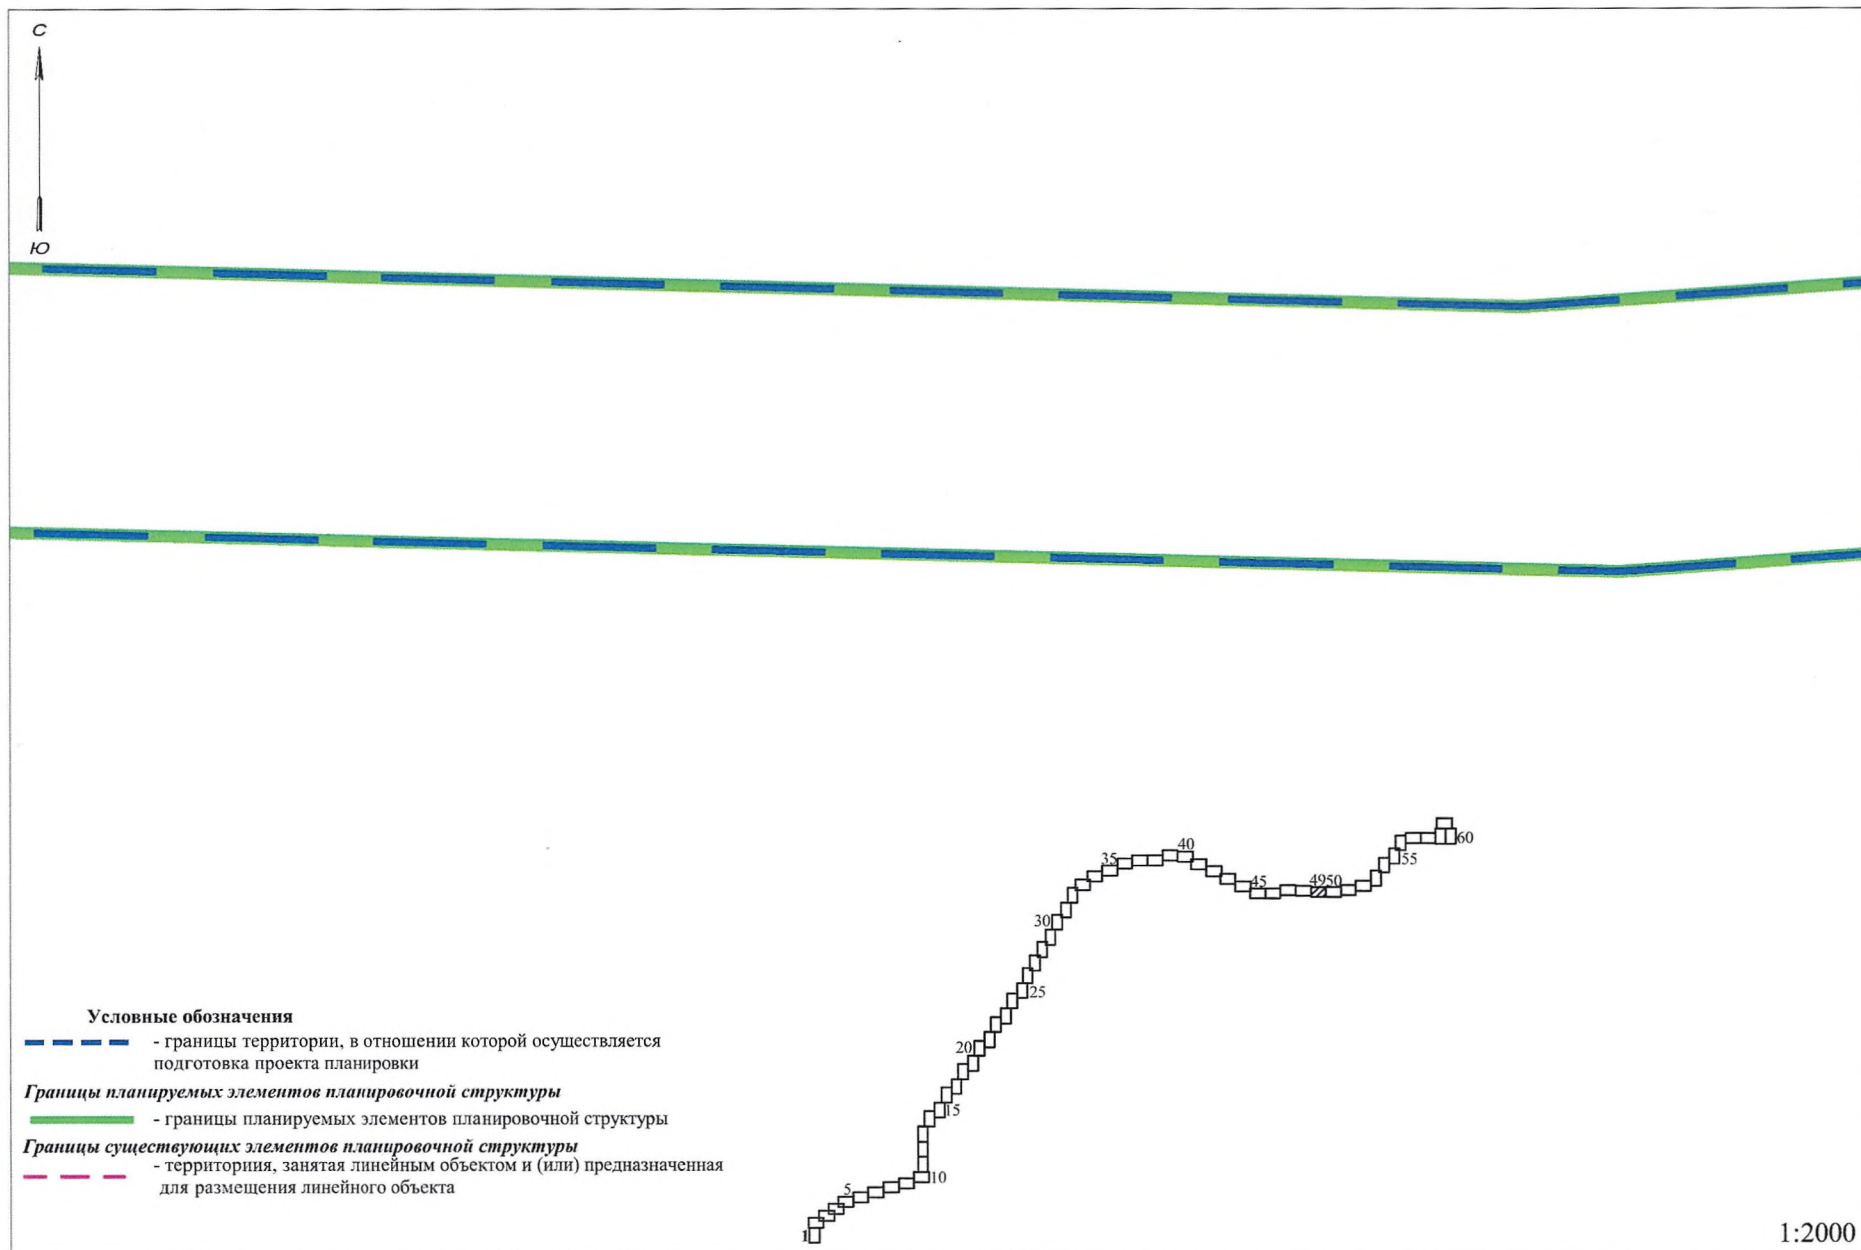 С
Ю
60
40
35
55
45
4950
30
25
20
15
10
5
1
Условные обозначения
- границы территории, в отношении которой осуществляется
подготовка проекта планировки
Границы планируемых элементов планировочной структуры
- границы планируемых элементов планировочной структуры
Границы существующих элементов планировочной структуры
- территориия, занятая линейным объектом и (или) предназначенная
для размещения линейного объекта
1:2000